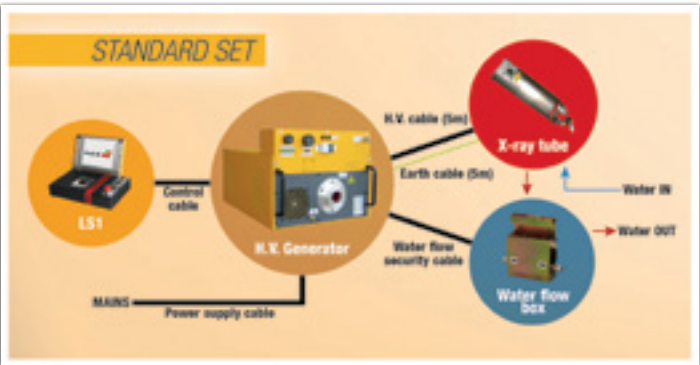 STANDARD SET
H.V. cable (5m)
X-ray tube
Earth cable (5m)
Control
cable
Water IN
LS1
H.V. Generator
Water OUT
Water flow
security cable
Water flow
box
MAINS
Power supply cable